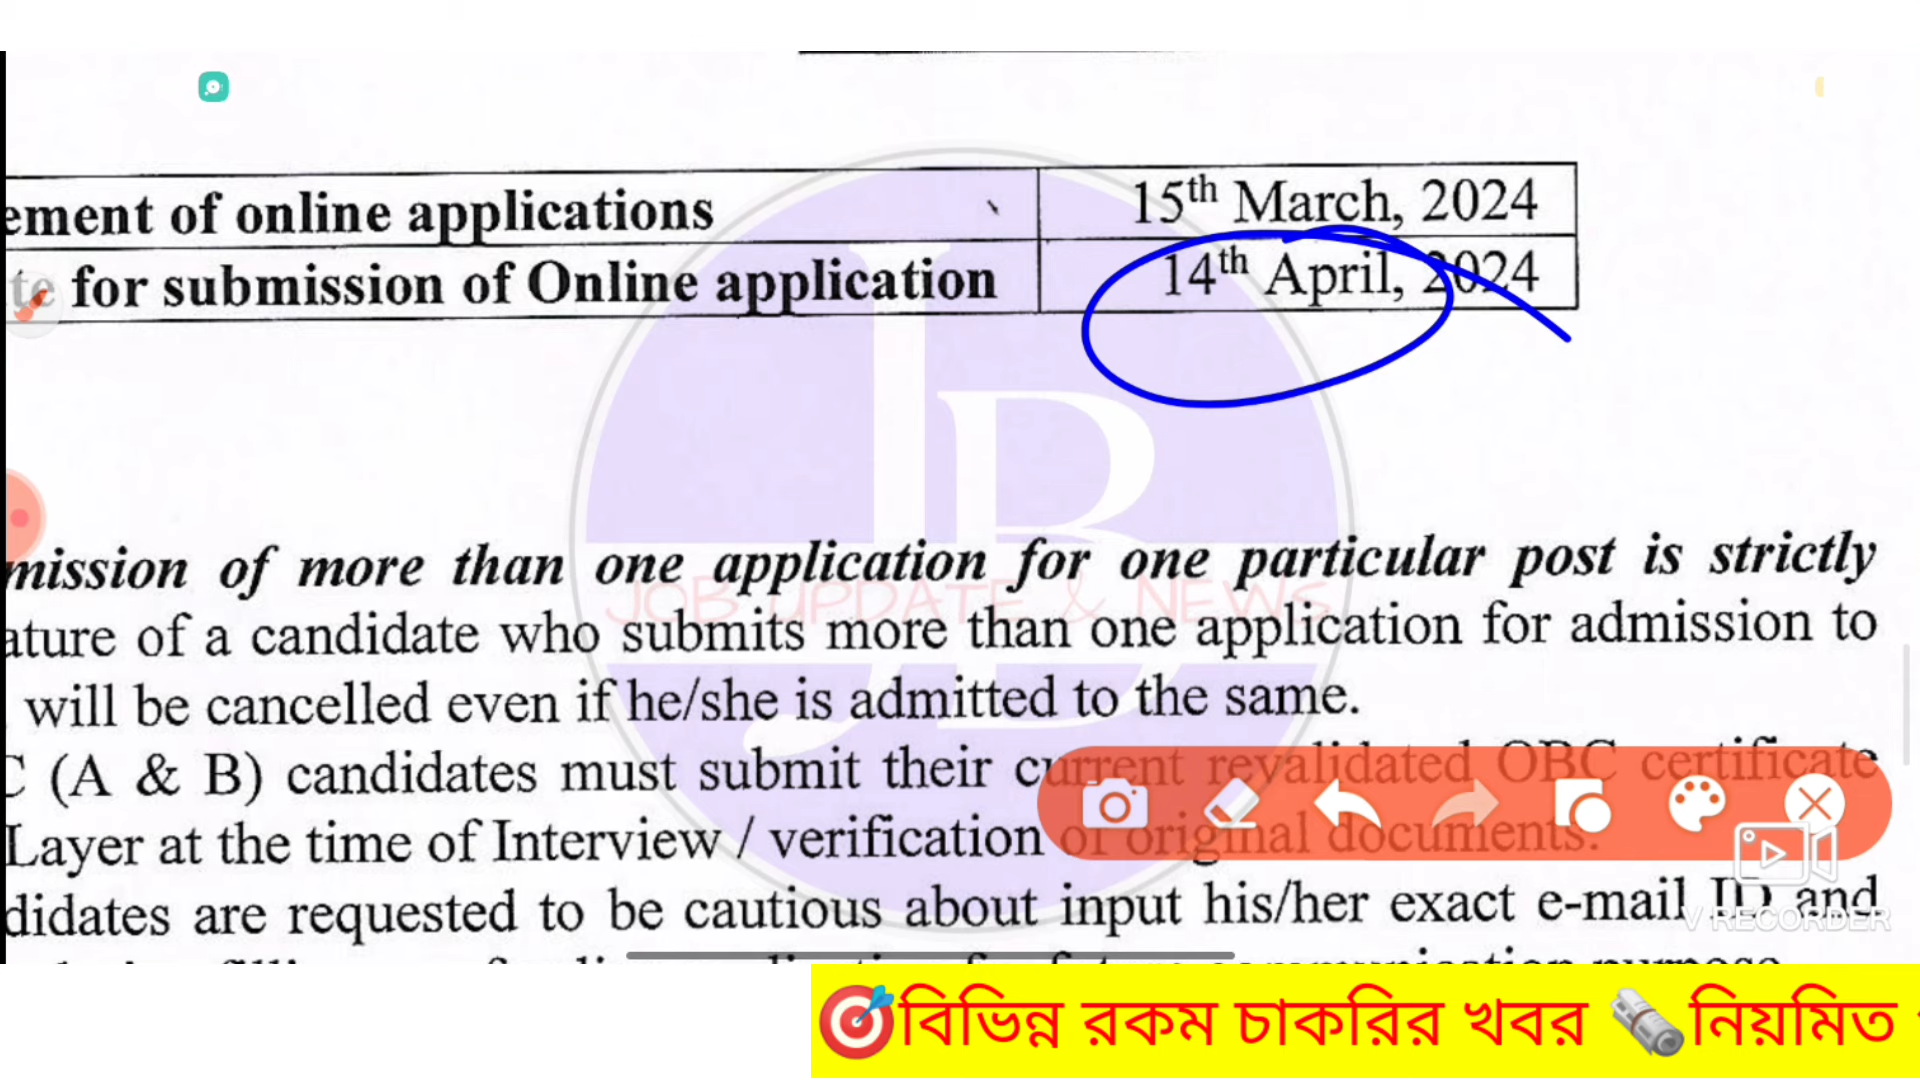 ement of online applications 15th March, 2024
te for submission of Online application 14th April, 2024
mission of more than one application for one particular post is strictly
JOB UPDATE & NEWS
ature of a candidate who submits more than one application for admission to
will be cancelled even if he/she is admitted to the same.
C (A & B) candidates must submit their current revalidated OBC certificate
Layer at the time of Interview / verification of original documents.
didates are requested to be cautious about input his/her exact e-mail ID and
V RECORDER
🎯বিভিন্ন রকম চাকরির খবর 🗞️নিয়মিত